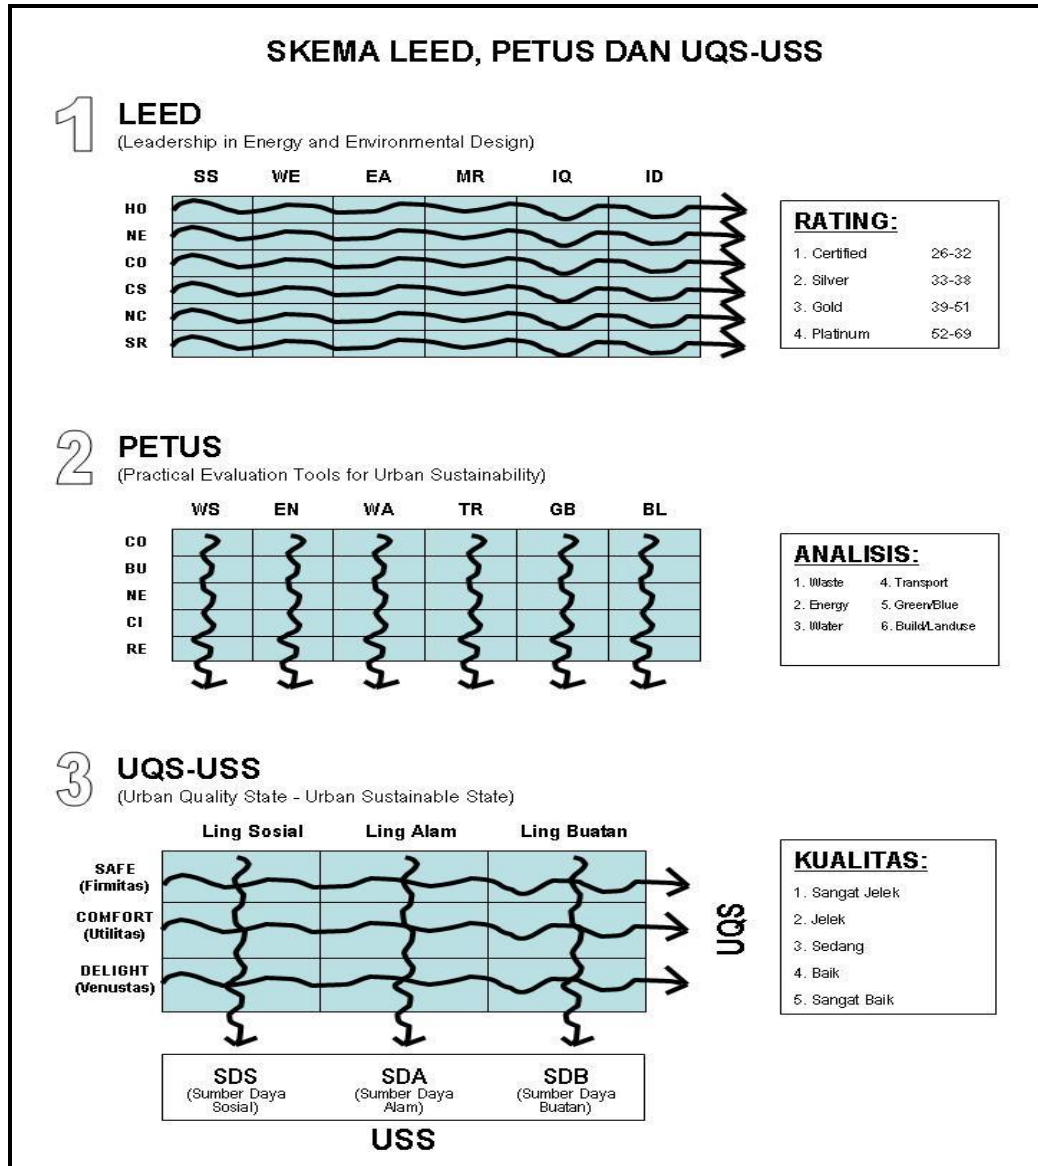 SKEMA LEED, PETUS DAN UQS-USS
1 LEED
(Leadership in Energy and Environmental Design)
SS WE EA MR IQ ID
HO
NE
CO
CS
NC
SR
RATING:
1. Certified 26-32
2. Silver 33-38
3. Gold 39-51
4. Platinum 52-69
2 PETUS
(Practical Evaluation Tools for Urban Sustainability)
WS EN WA TR GB BL
CO
BU
NE
CI
RE
ANALISIS:
1. Waste 4. Transport
2. Energy 5. Green/Blue
3. Water 6. Build/Landuse
3 UQS-USS
(Urban Quality State - Urban Sustainable State)
Ling Sosial Ling Alam Ling Buatan
SAFE
(Firmitas)
COMFORT
(Utilitas)
DELIGHT
(Venustas)
UQS
KUALITAS:
1. Sangat Jelek
2. Jelek
3. Sedang
4. Baik
5. Sangat Baik
SDS SDA SDB
(Sumber Daya (Sumber Daya (Sumber Daya
Sosial) Alam) Buatan)
USS